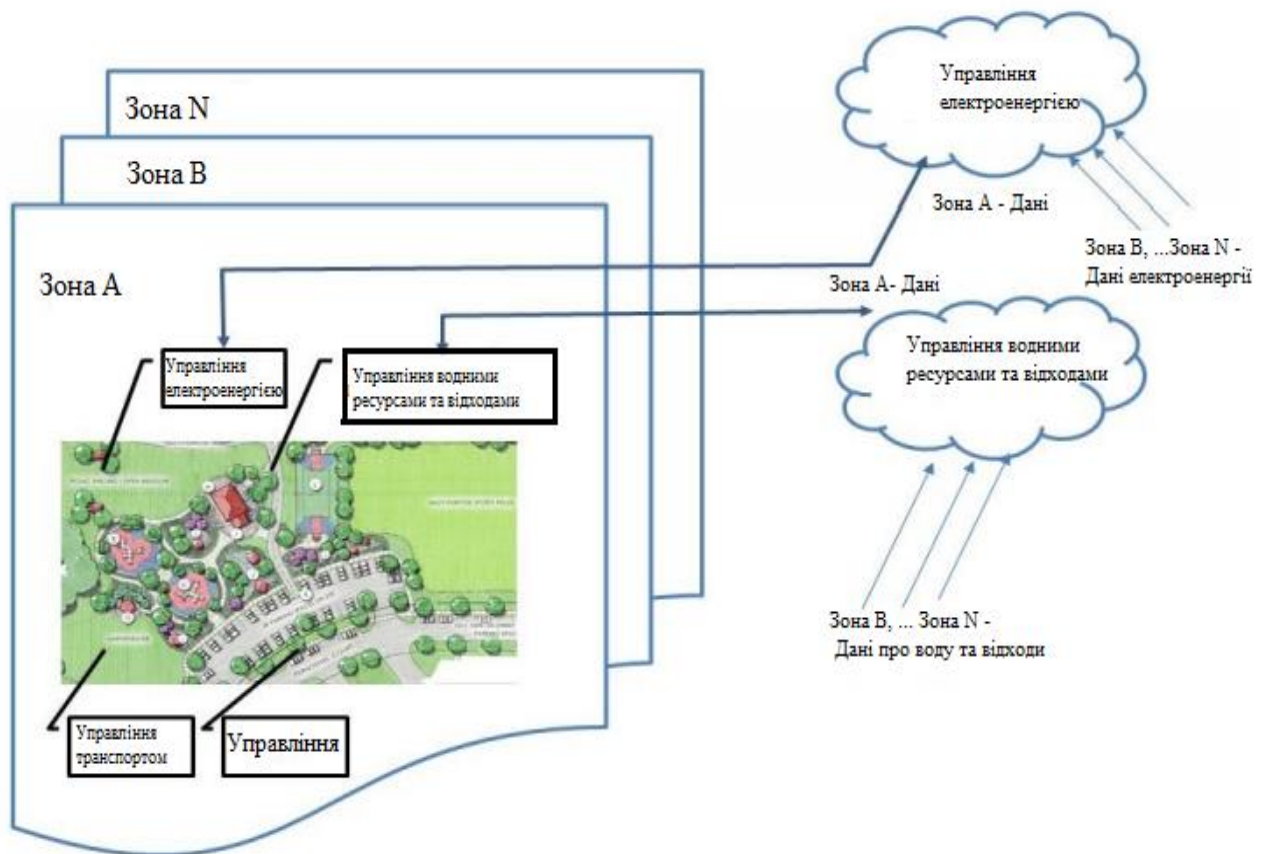 Зона N
Зона B
Зона A
Управління
електроенергією
Управління водними
ресурсами та відходами
Управління
транспортом
Управління
Управління
електроенергією
Зона A - Дані
Зона B, ...Зона N -
Дані електроенергії
Зона A- Дані
Управління водними
ресурсами та відходами
Зона B, ... Зона N -
Дані про воду та відходи